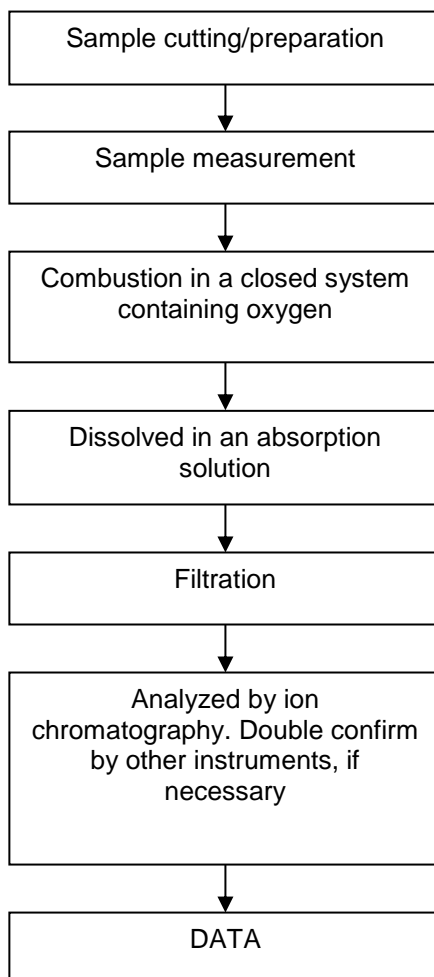 Sample cutting/preparation
Sample measurement
Combustion in a closed system
containing oxygen
Dissolved in an absorption
solution
Filtration
Analyzed by ion
chromatography. Double confirm
by other instruments, if
necessary
DATA